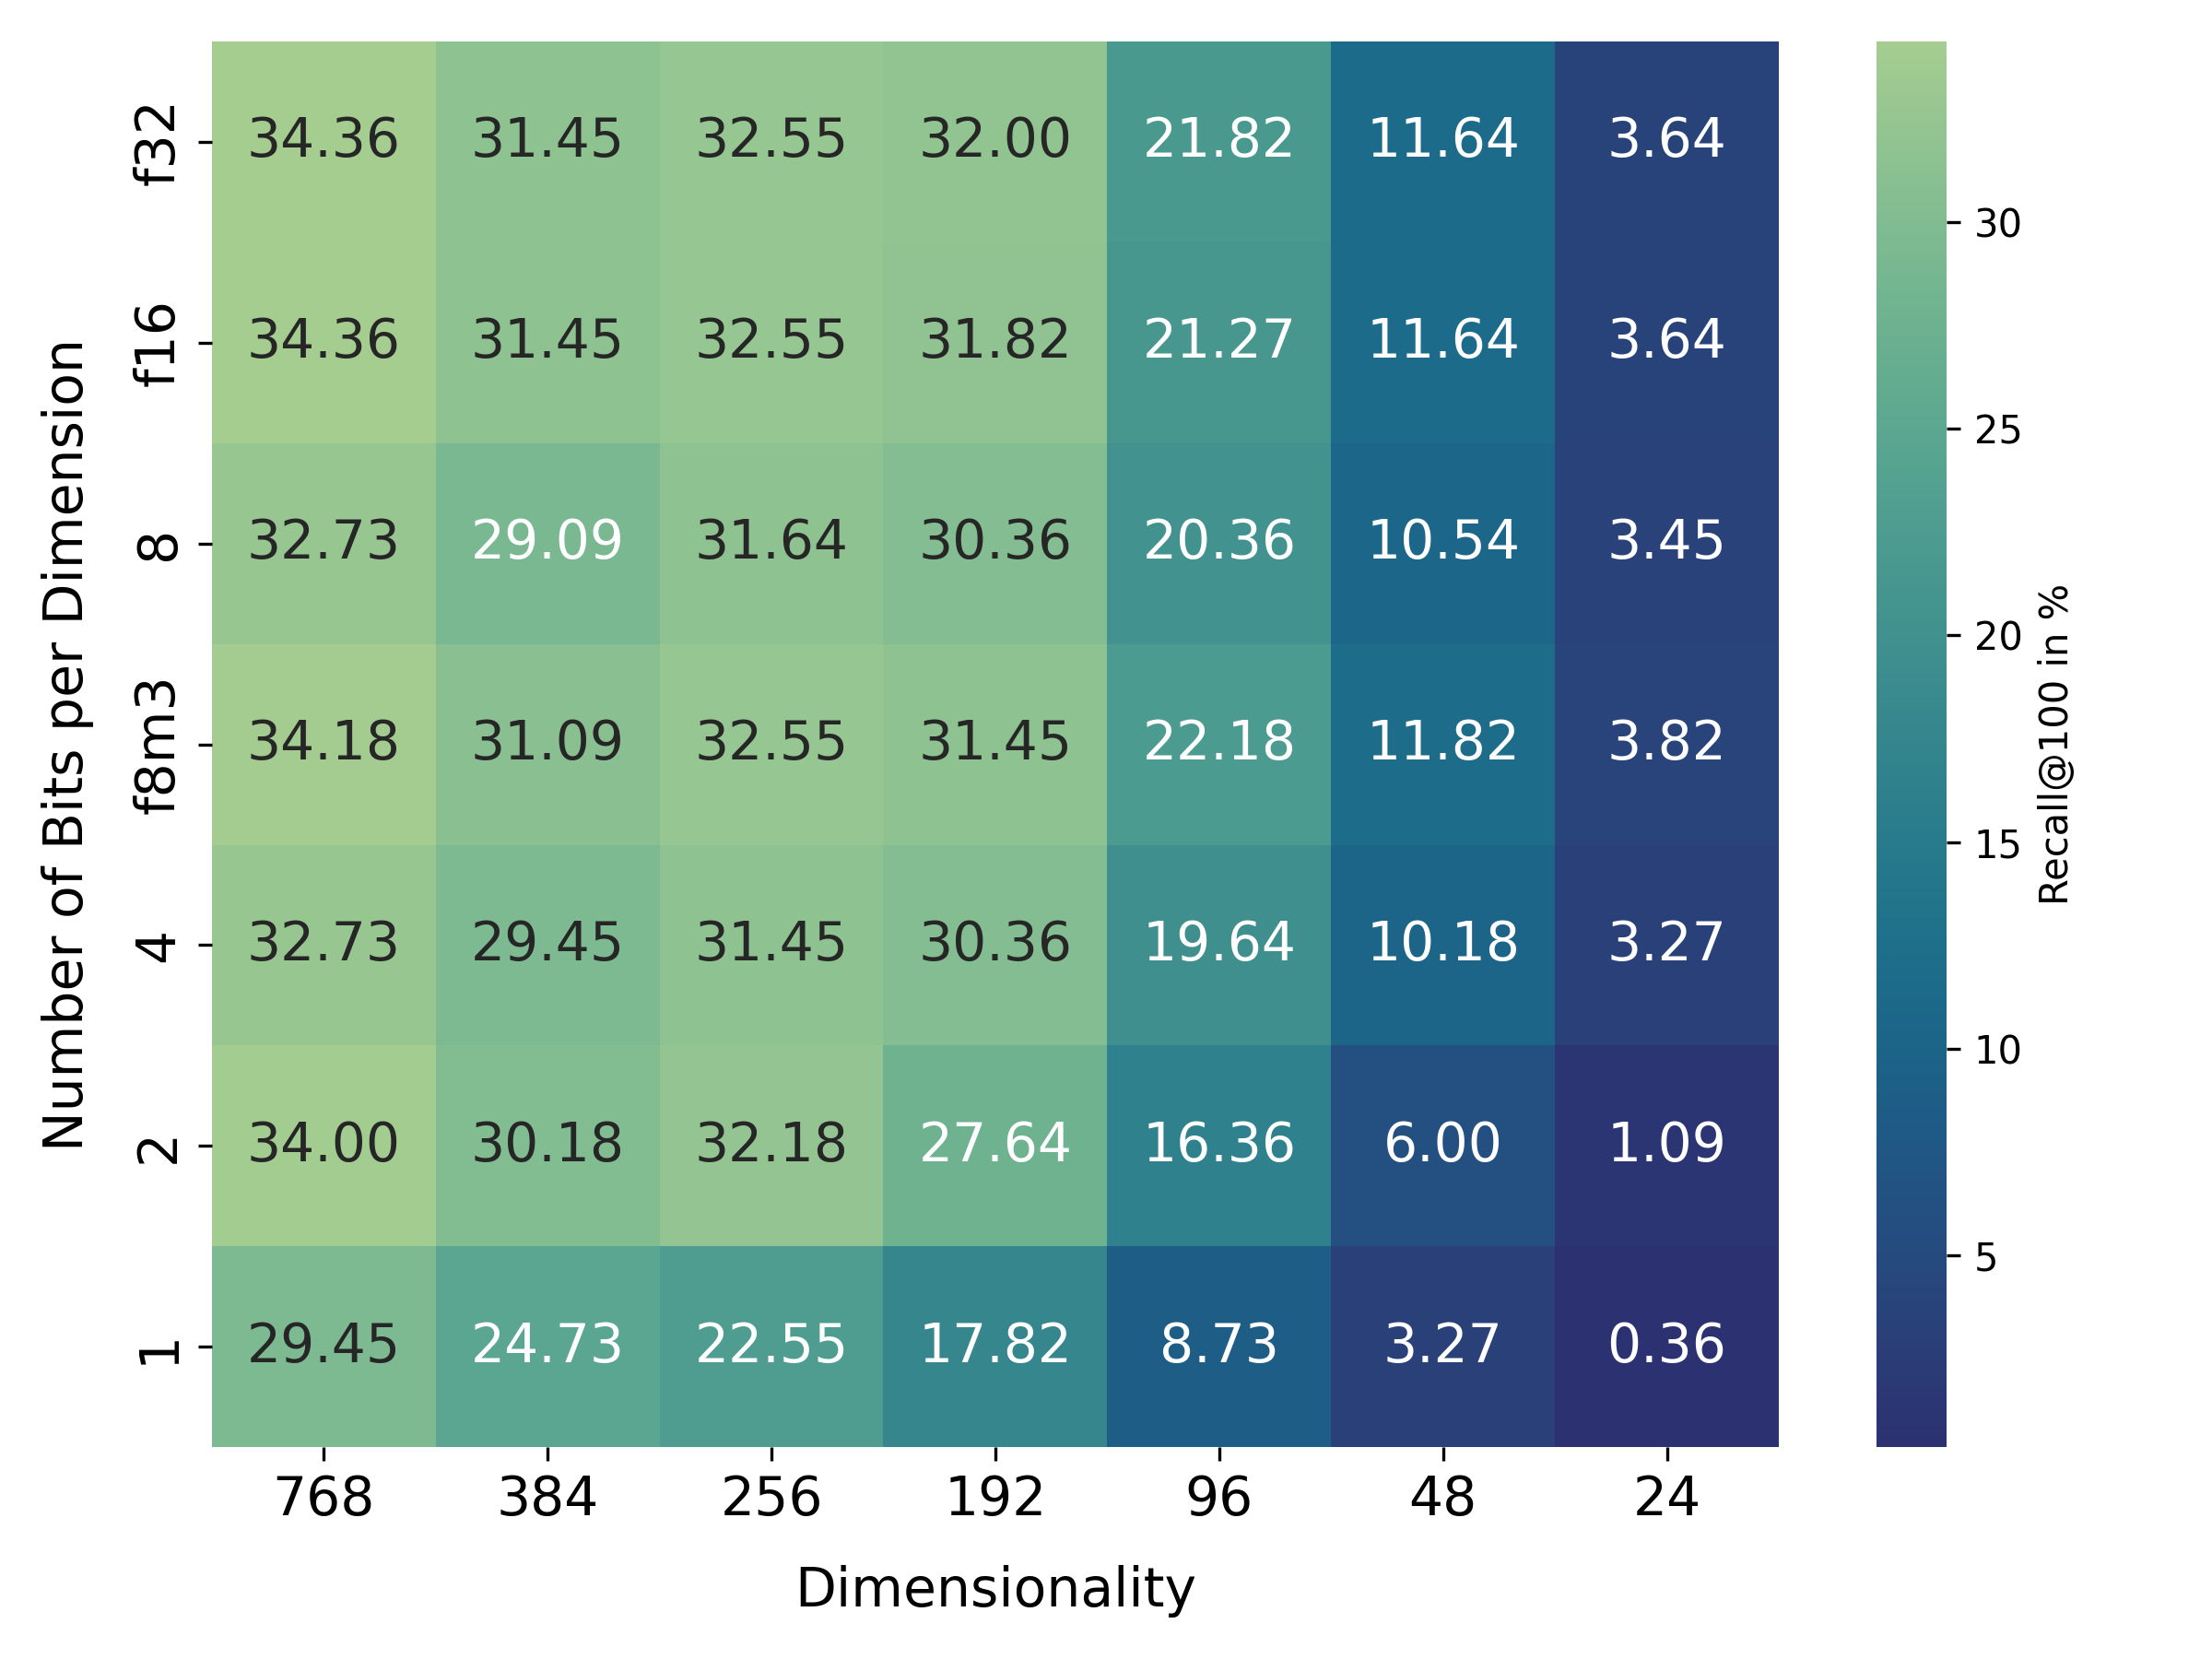 Number of Bits per Dimension
f32 34.36 31.45 32.55 32.00 21.82 11.64 3.64
f16 34.36 31.45 32.55 31.82 21.27 11.64 3.64
8 32.73 29.09 31.64 30.36 20.36 10.54 3.45
f8m3 34.18 31.09 32.55 31.45 22.18 11.82 3.82
4 32.73 29.45 31.45 30.36 19.64 10.18 3.27
2 34.00 30.18 32.18 27.64 16.36 6.00 1.09
1 29.45 24.73 22.55 17.82 8.73 3.27 0.36
768 384 256 192 96 48 24
Dimensionality
30
25
20
15
10
5
Recall@100 in %